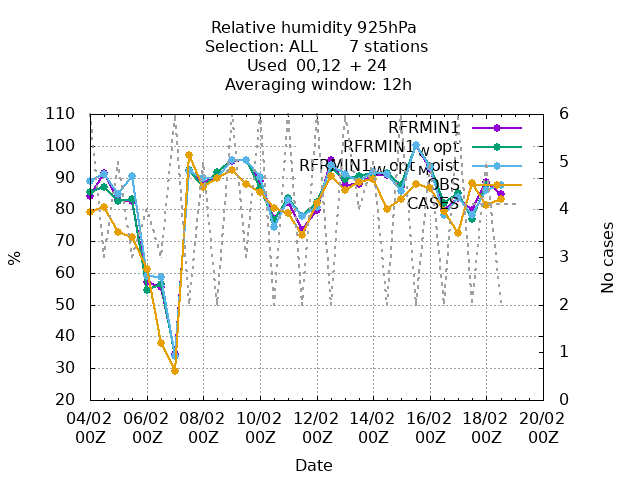 Relative humidity 925hPa
Selection: ALL 7 stations
Used 00,12 + 24
Averaging window: 12h
RFRMIN1
RFRMIN1_W opt
RFRMIN1_W opt_Moist
OBS
CASES
110
100
90
80
70
60
50
40
30
20
%
6
5
4
3
2
1
0
No cases
04/02 06/02 08/02 10/02 12/02 14/02 16/02 18/02 20/02
00Z 00Z 00Z 00Z 00Z 00Z 00Z 00Z 00Z
Date